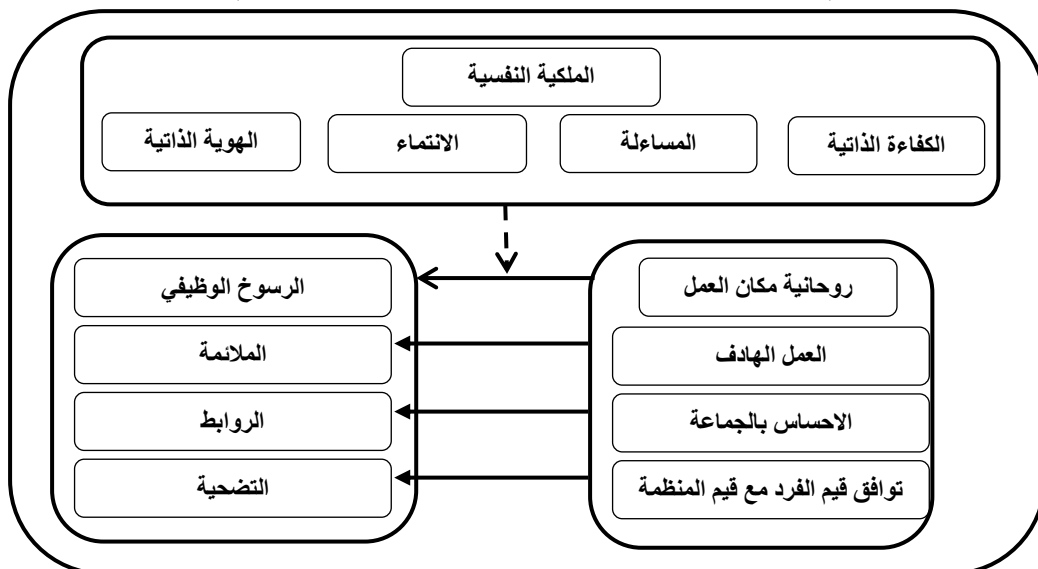 الملكية النفسية
الكفاءة الذاتية
المساءلة
الانتماء
الهوية الذاتية
روحانية مكان العمل
العمل الهادف
الاحساس بالجماعة
توافق قيم الفرد مع قيم المنظمة
الرسوخ الوظيفي
الملائمة
الروابط
التضحية